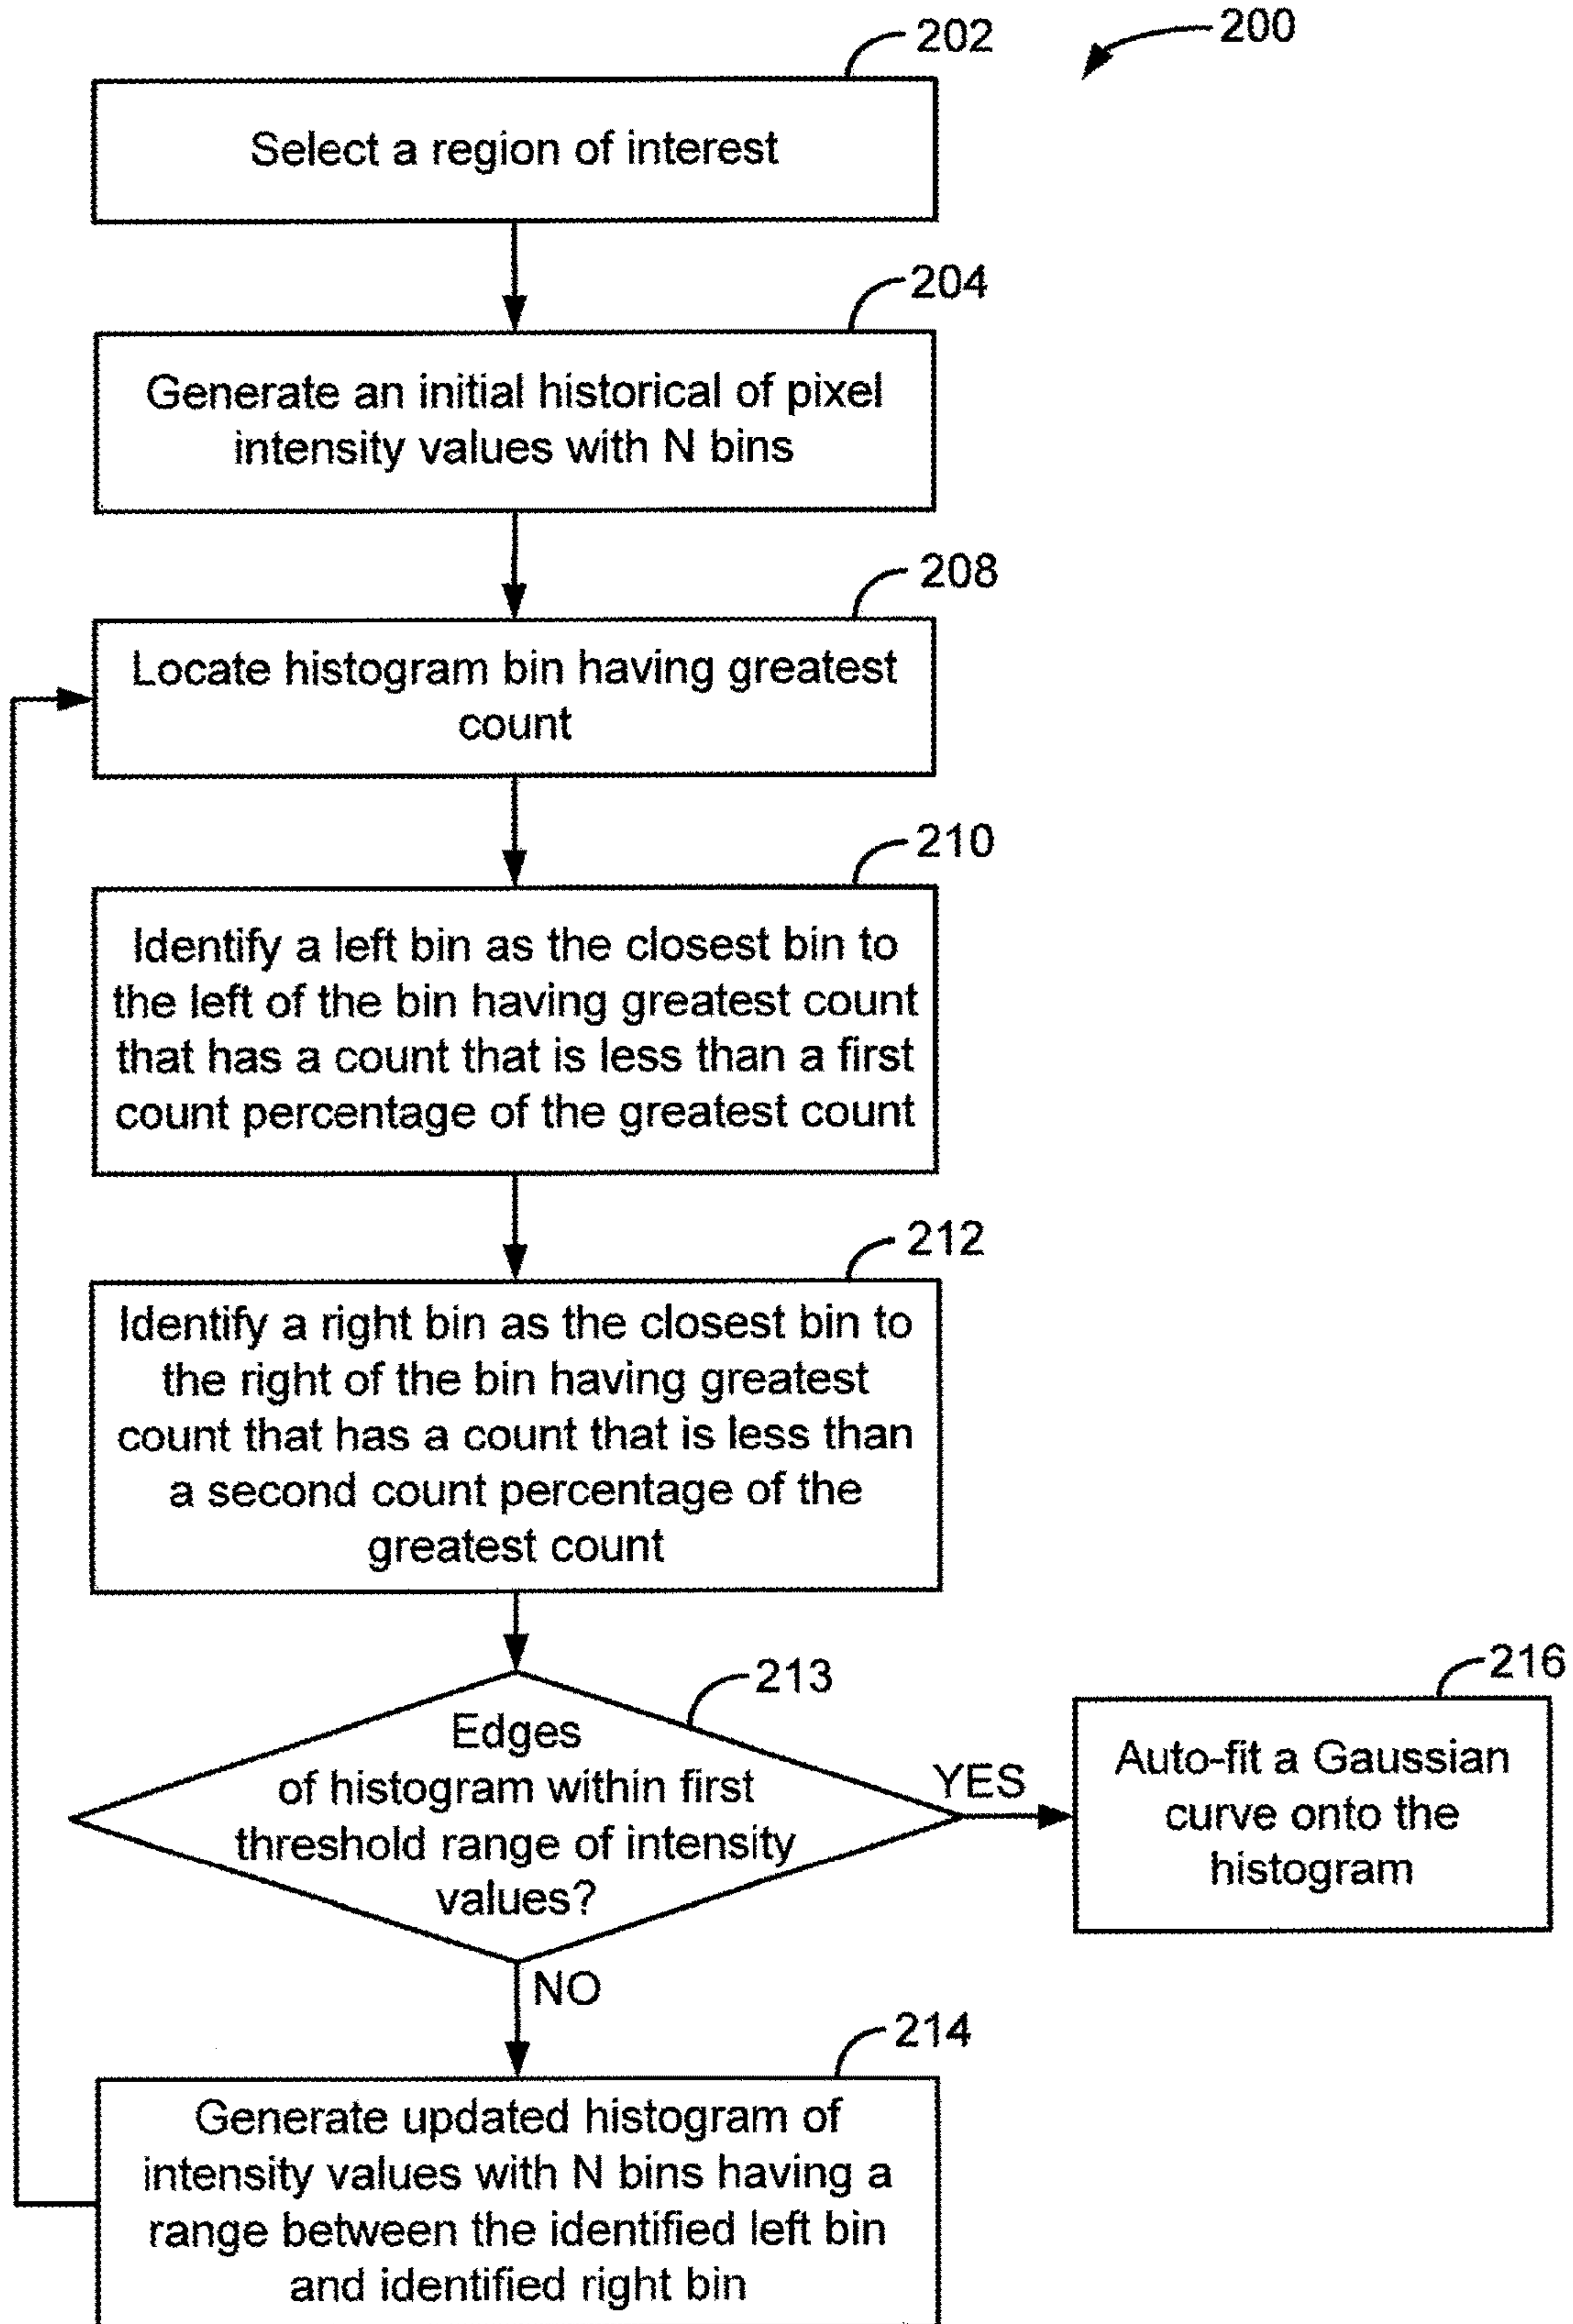 200
202
Select a region of interest
204
Generate an initial historical of pixel
intensity values with N bins
208
Locate histogram bin having greatest
count
210
Identify a left bin as the closest bin to
the left of the bin having greatest count
that has a count that is less than a first
count percentage of the greatest count
212
Identify a right bin as the closest bin to
the right of the bin having greatest
count that has a count that is less than
a second count percentage of the
greatest count
213
Edges
of histogram within first
threshold range of intensity
values?
YES
216
Auto-fit a Gaussian
curve onto the
histogram
NO
214
Generate updated histogram of
intensity values with N bins having a
range between the identified left bin
and identified right bin